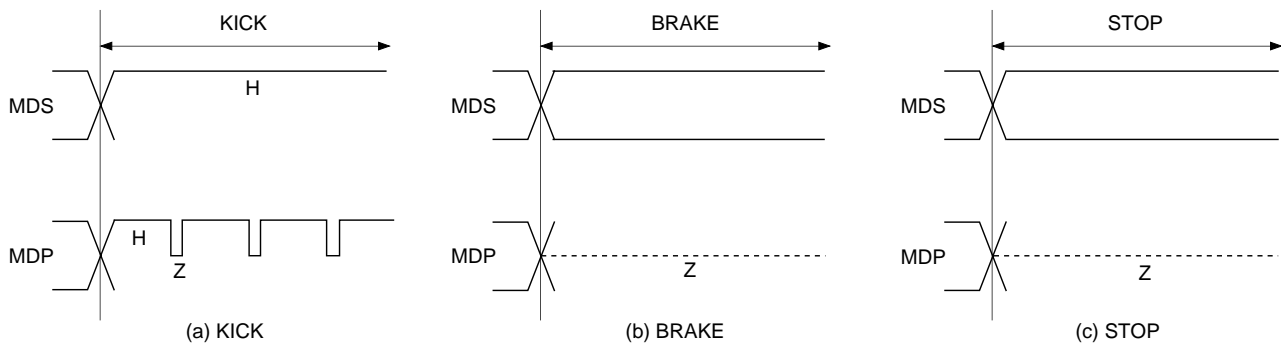 KICK
BRAKE
STOP
MDS
H
MDS
MDS
MDP
H
Z
MDP
Z
MDP
Z
(a) KICK
(b) BRAKE
(c) STOP